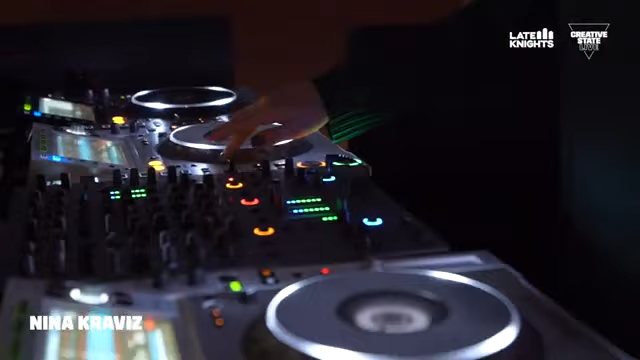 LATE
KNIGHTS
CREATIVE
STATE
LIVE
NINA KRAVIZ